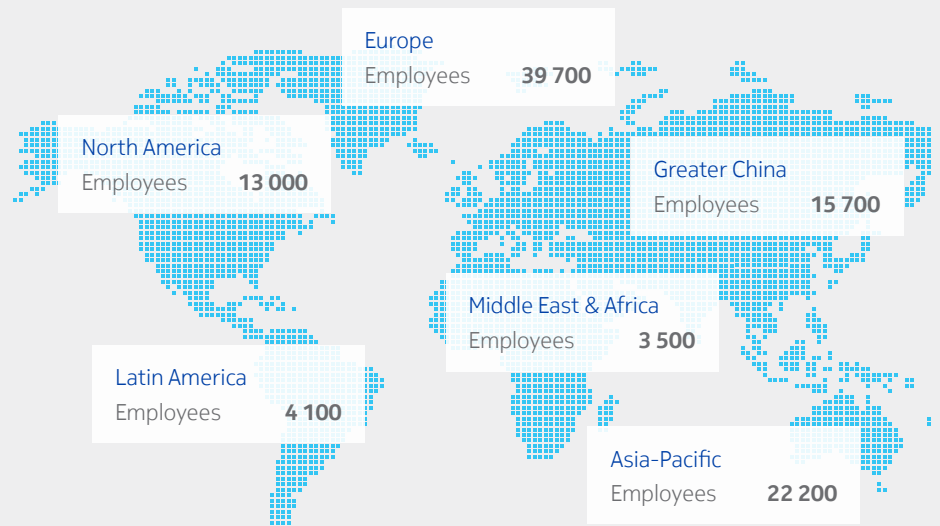 Europe
Employees 39 700
North America
Employees 13 000
Greater China
Employees 15 700
Middle East & Africa
Employees 3 500
Latin America
Employees 4 100
Asia-Pacific
Employees 22 200